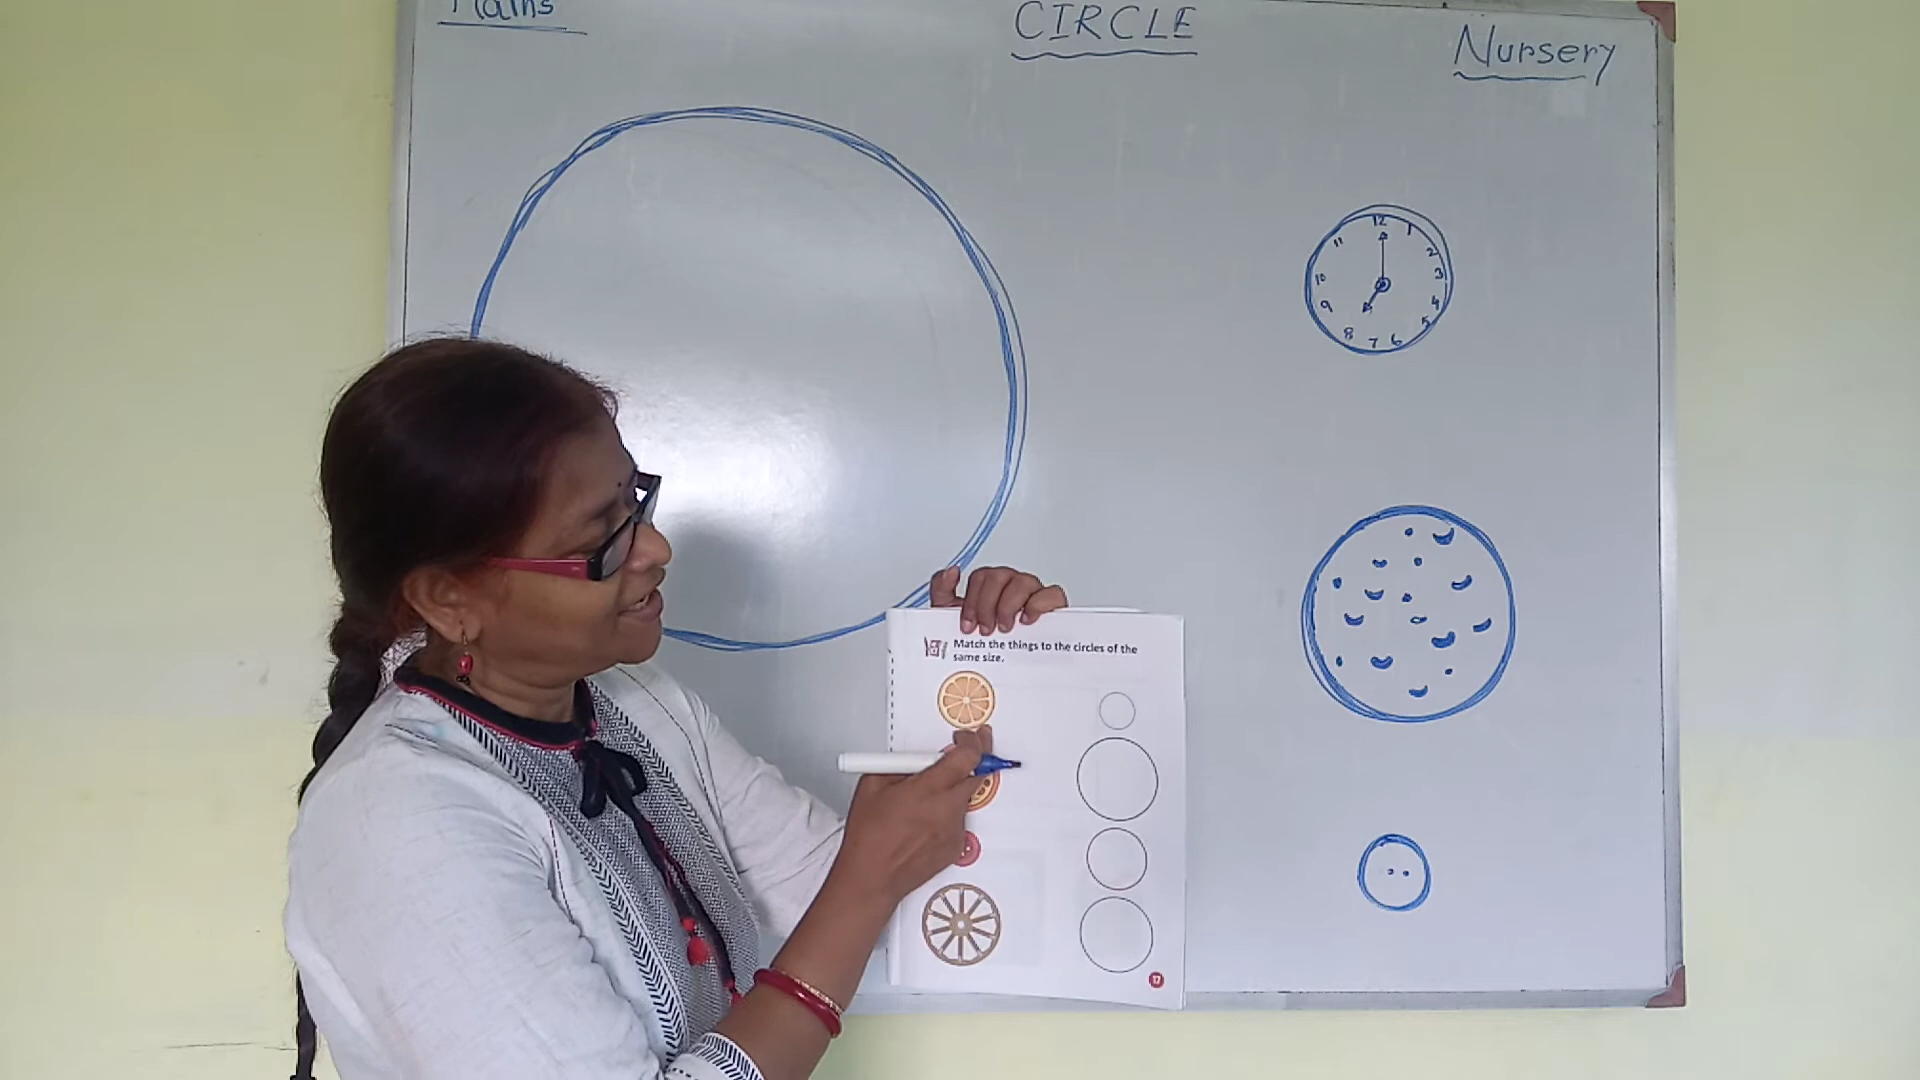 Maths
CIRCLE
Nursery
12
1
11
2
10
3
9
4
8
7
6
5
Match the things to the circles of the
same size.
17